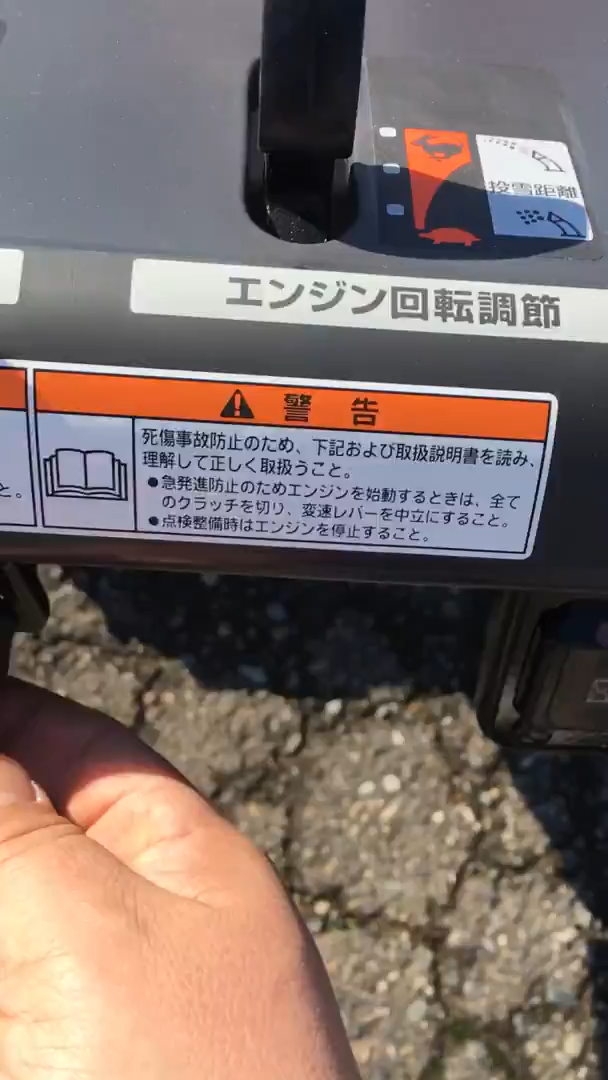 投雪距離
エンジン回転調節
警告
死傷事故防止のため、下記および取扱説明書を読み、
理解して正しく取扱うこと。
●急発進防止のためエンジンを始動するときは、全て
のクラッチを切り、変速レバーを中立にすること。
●点検整備時はエンジンを停止すること。
と。